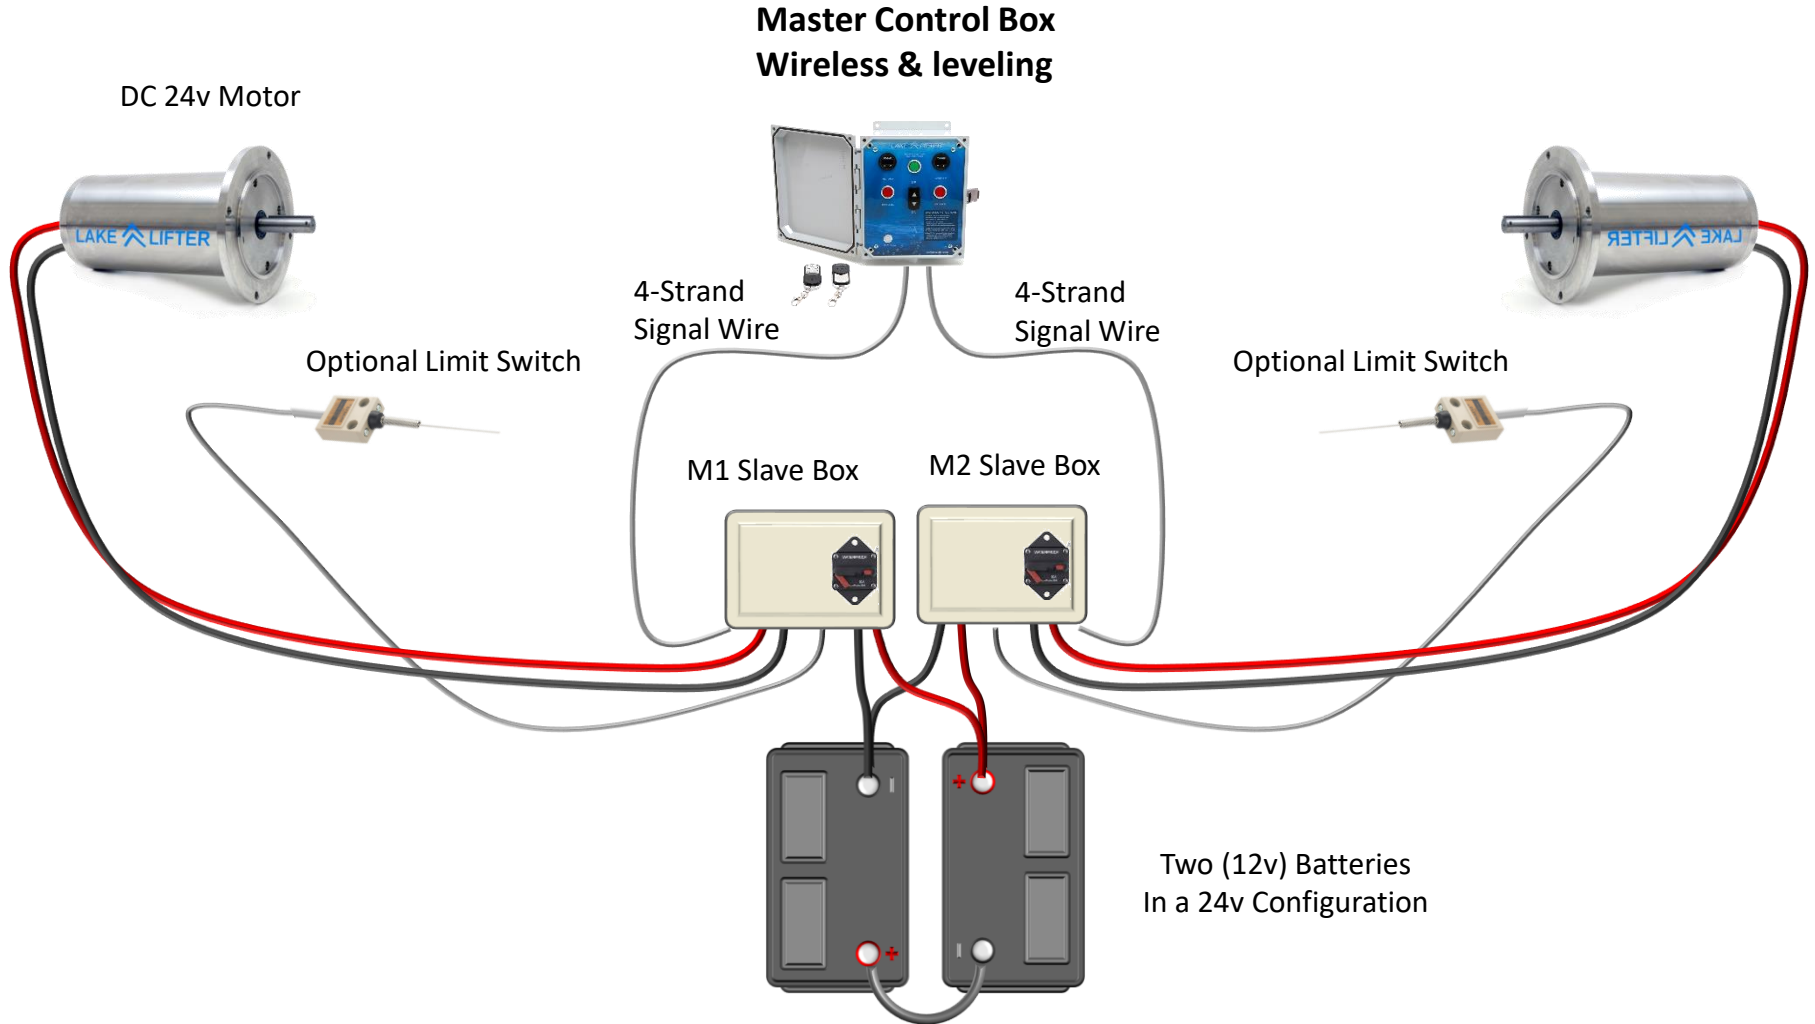 Master Control Box
Wireless & leveling
DC 24v Motor
LAKE LIFTER
LAKE LIFTER
4-Strand
Signal Wire
4-Strand
Signal Wire
Optional Limit Switch
Optional Limit Switch
M1 Slave Box
M2 Slave Box
WATERPROOF
WATERPROOF
Two (12v) Batteries
In a 24v Configuration